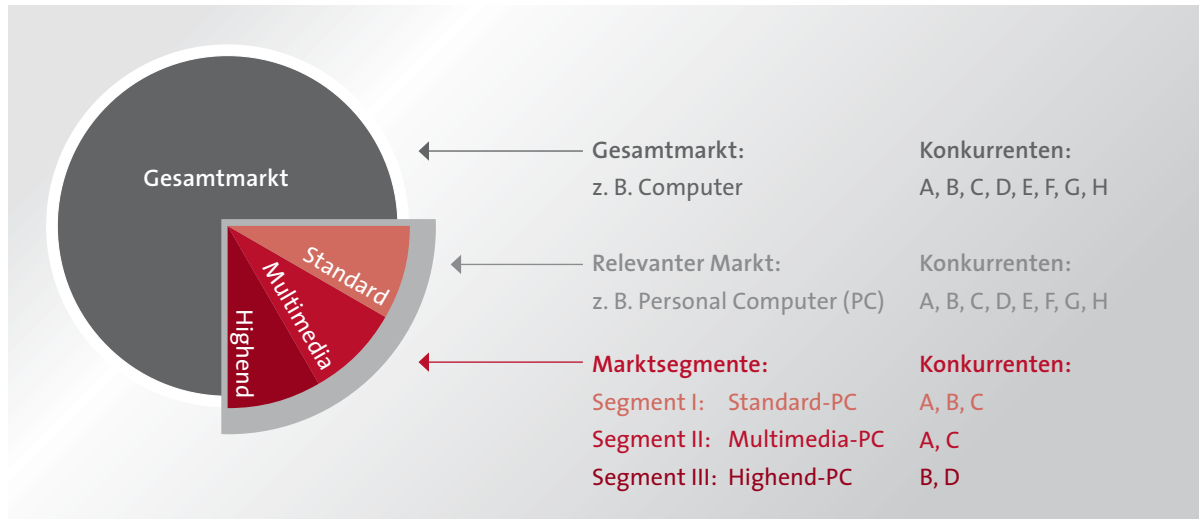 Gesamtmarkt
Standard
Multimedia
Highend
Gesamtmarkt: Konkurrenten:
z. B. Computer A, B, C, D, E, F, G, H
Relevanter Markt: Konkurrenten:
z. B. Personal Computer (PC) A, B, C, D, E, F, G, H
Marktsegmente: Konkurrenten:
Segment I: Standard-PC A, B, C
Segment II: Multimedia-PC A, C
Segment III: Highend-PC B, D